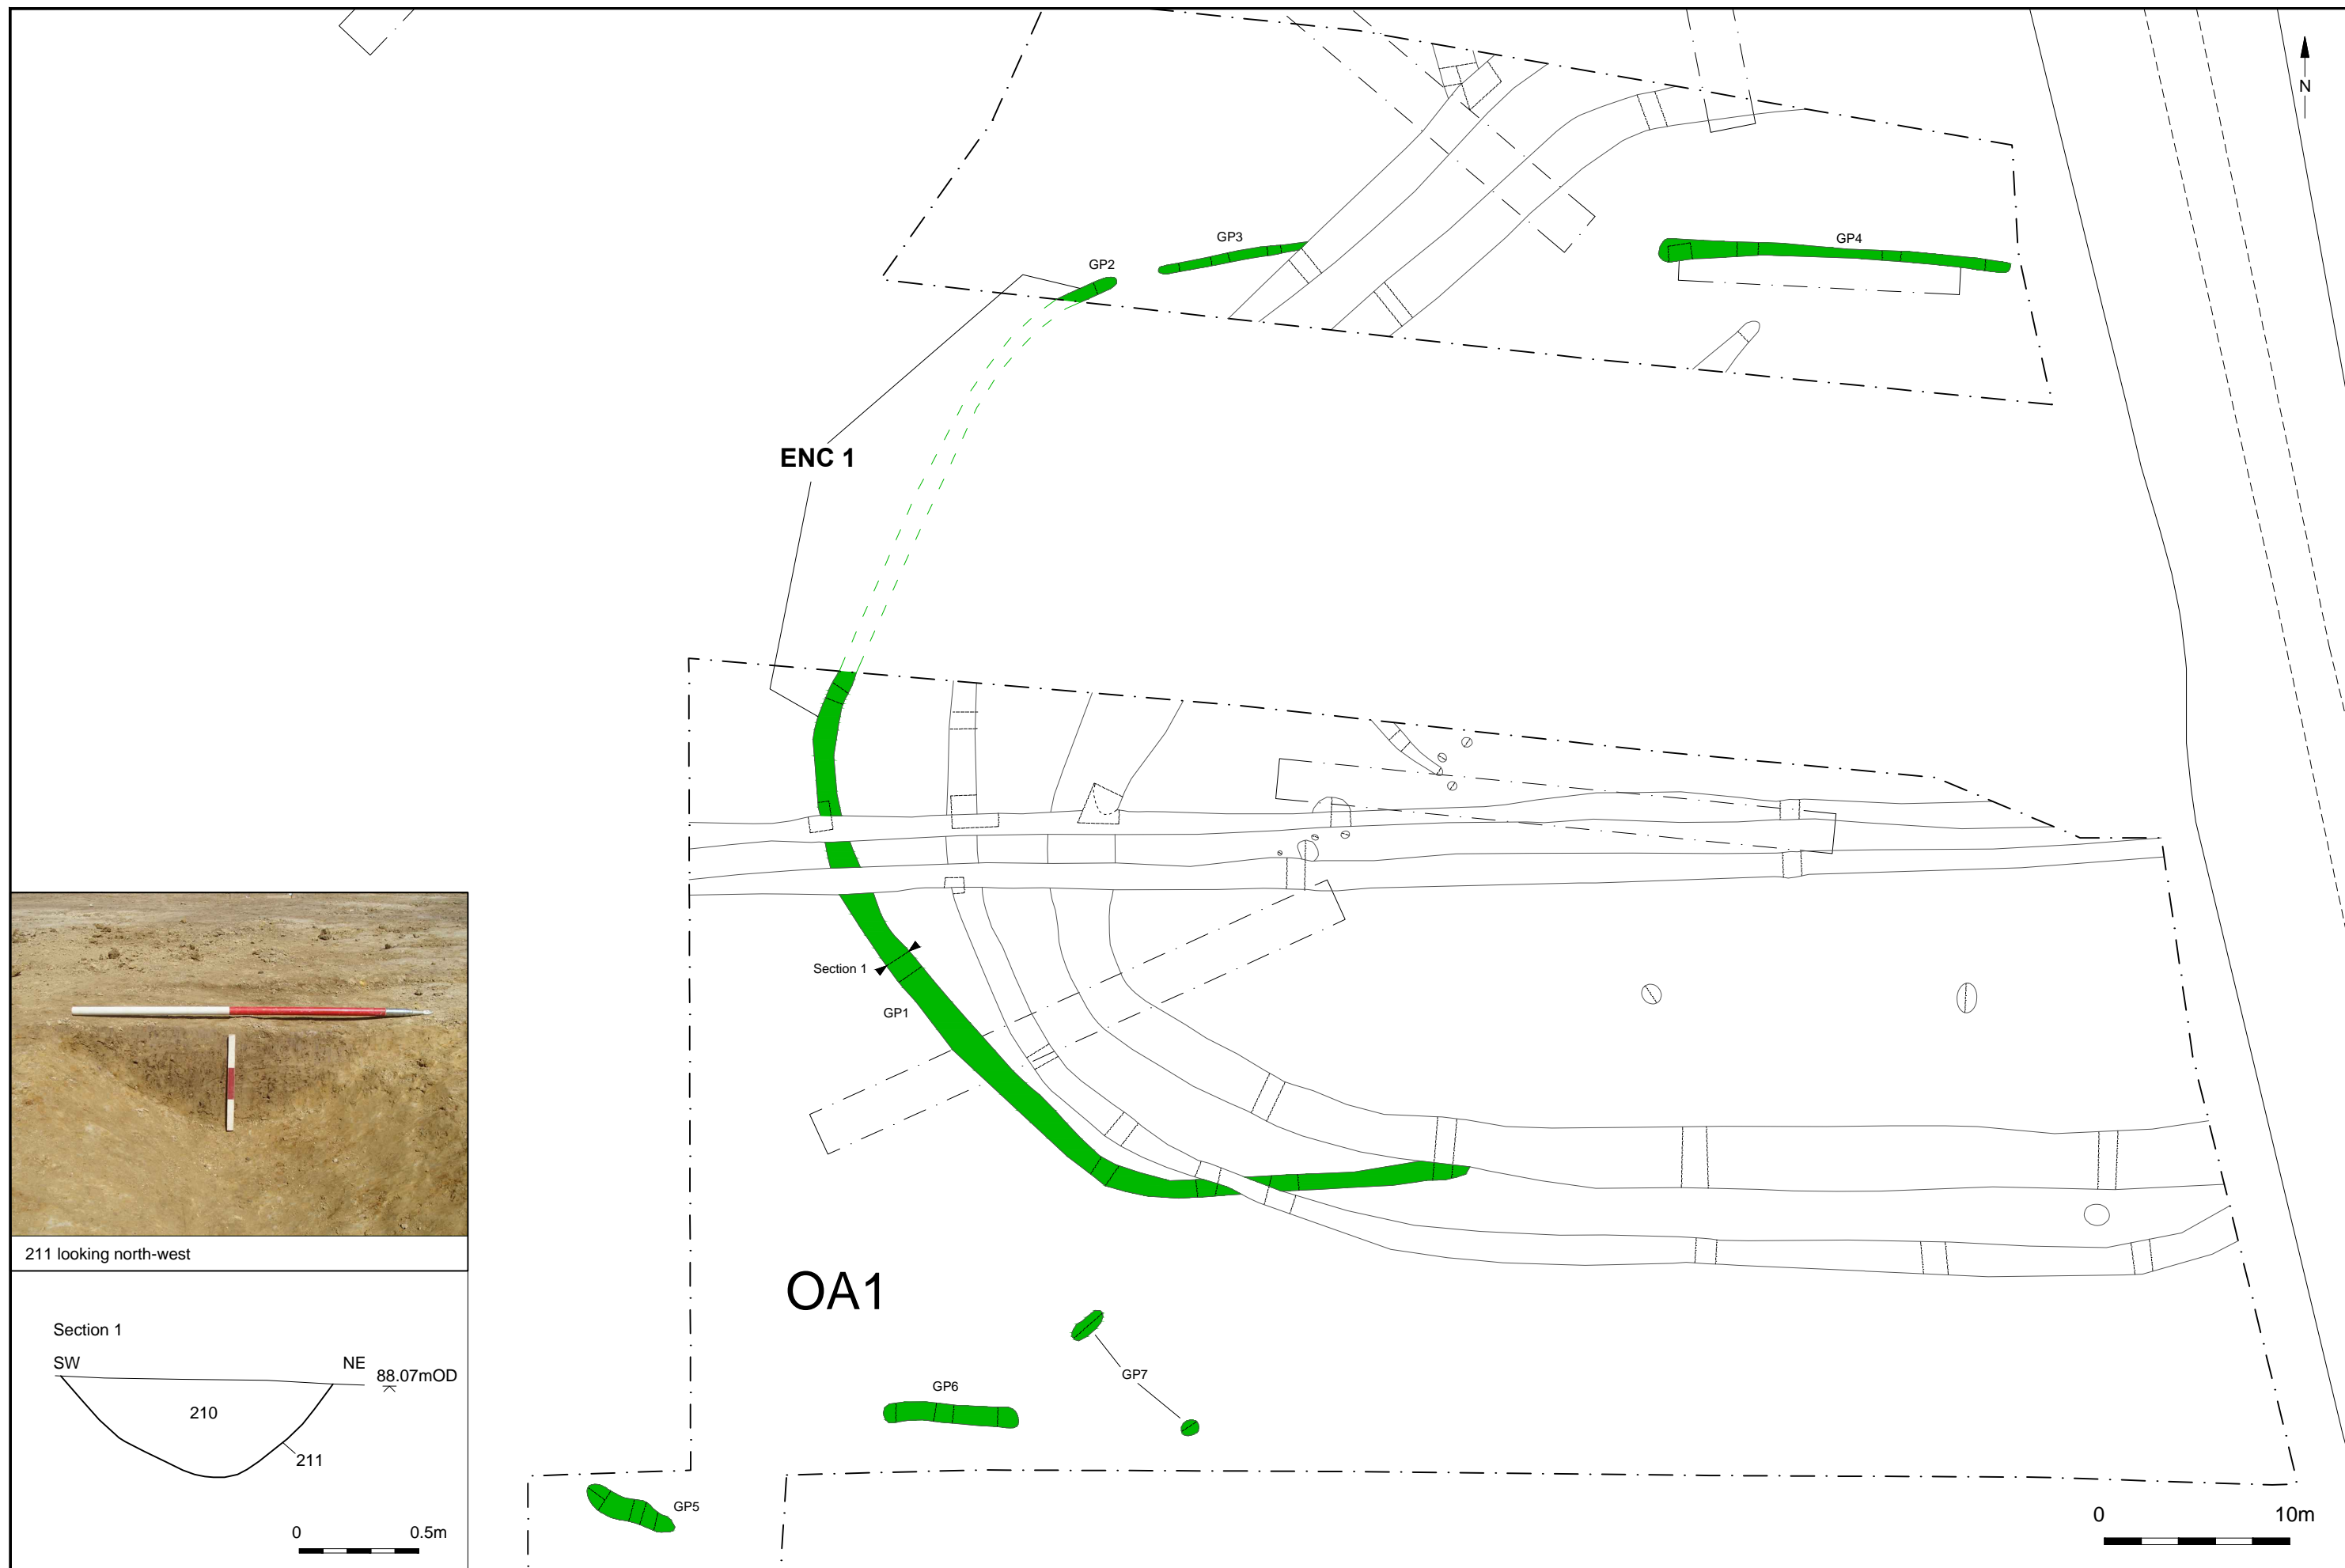 N
GP3
GP4
GP2
ENC 1
Section 1
GP1
211 looking north-west
OA1
Section 1
SW
NE
88.07mOD
210
211
0
0.5m
GP7
GP6
GP5
0
10m